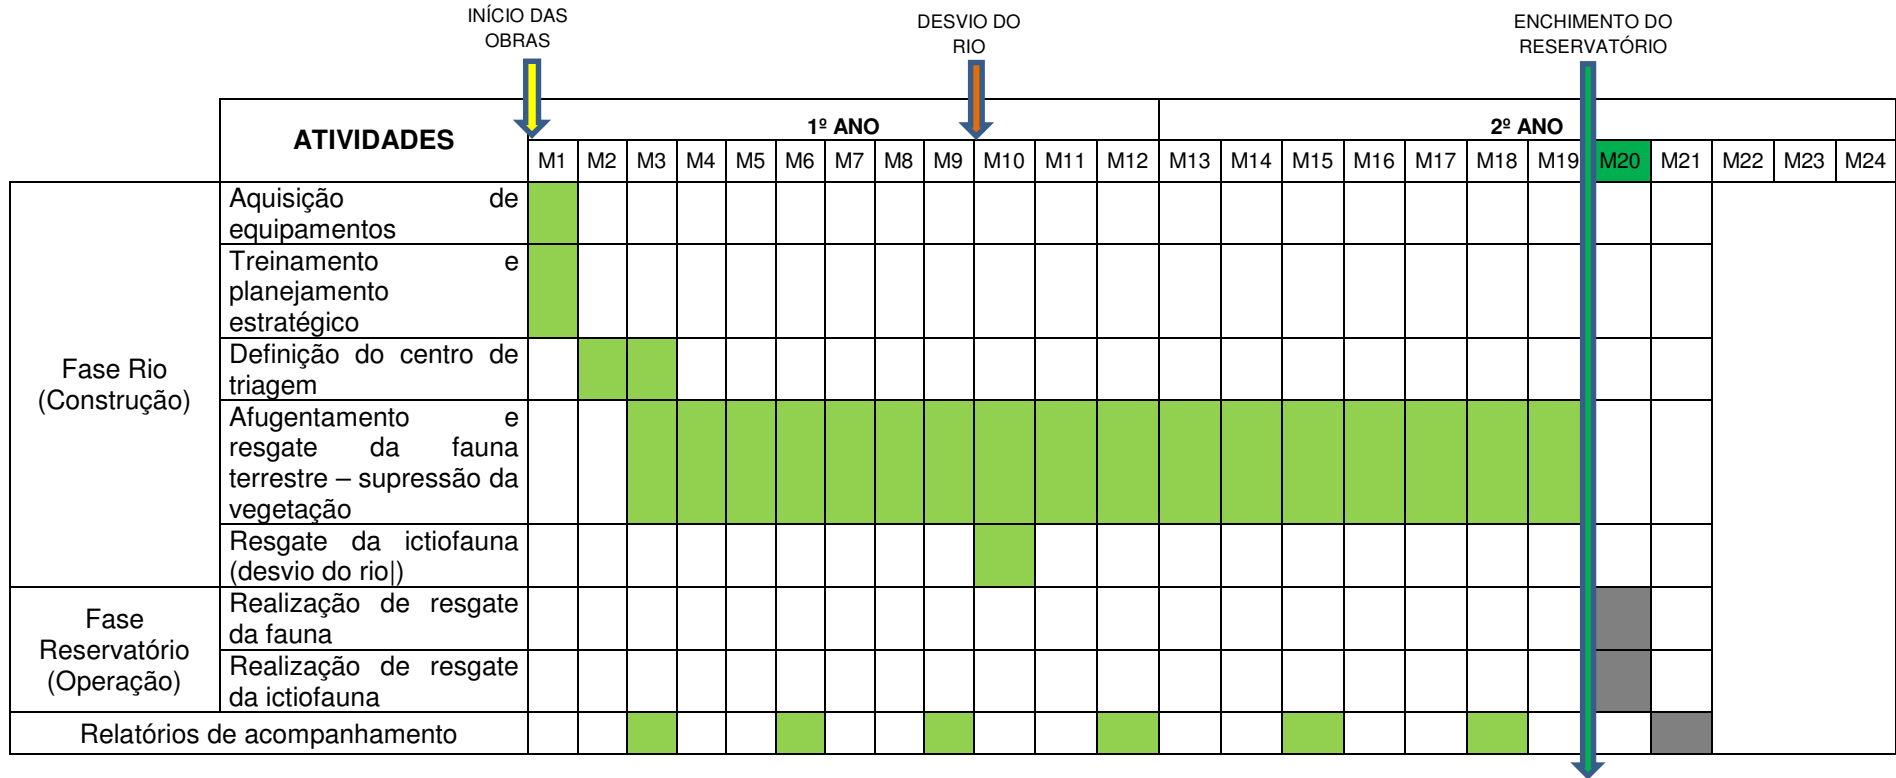 INÍCIO DAS
OBRAS
DESVIO DO
RIO
ENCHIMENTO DO
RESERVATÓRIO
ATIVIDADES
1º ANO
2º ANO
M1 M2 M3 M4 M5 M6 M7 M8 M9 M10 M11 M12 M13 M14 M15 M16 M17 M18 M19 M20 M21 M22 M23 M24
Fase Rio
(Construção)
Aquisição de
equipamentos
Treinamento e
planejamento
estratégico
Definição do centro de
triagem
Afugentamento e
resgate da fauna
terrestre – supressão da
vegetação
Resgate da ictiofauna
(desvio do rio|)
Fase
Reservatório
(Operação)
Realização de resgate
da fauna
Realização de resgate
da ictiofauna
Relatórios de acompanhamento